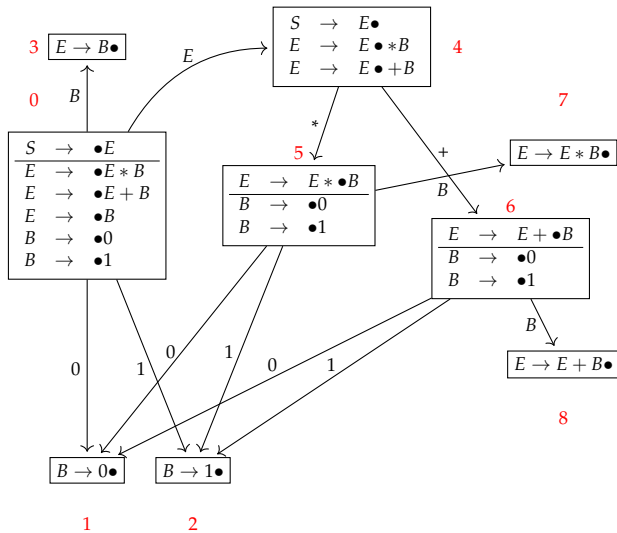 3
E → B●
E
S → E●
E → E● *B
E → E● +B
4
0
B
7
*
+
5
S → ●E
E → ●E * B
E → ●E + B
E → ●B
B → ●0
B → ●1
E → E * B●
E → E * ●B
B → ●0
B → ●1
B
6
E → E + ●B
B → ●0
B → ●1
B
0
1
0
1
0
1
E → E + B●
8
B → 0●
B → 1●
1
2